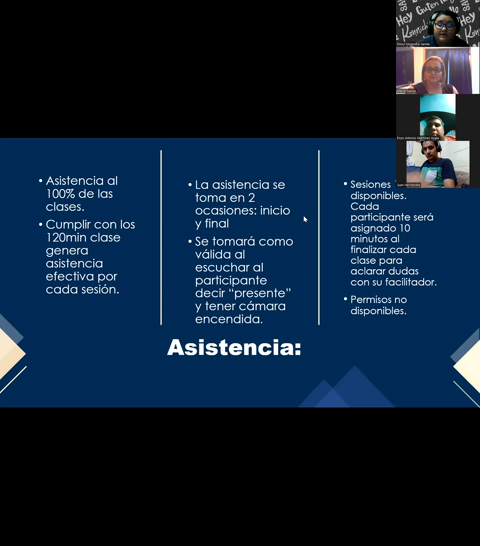 • Asistencia al
100% de las
clases.
• Cumplir con los
120min clase
genera
asistencia
efectiva por
cada sesión.
• La asistencia se
toma en 2
ocasiones: inicio
y final
• Se tomará como
válida al
escuchar al
participante
decir “presente”
y tener cámara
encendida.
• Sesiones
disponibles.
Cada
participante será
asignado 10
minutos al
finalizar cada
clase para
aclarar dudas
con su facilitador.
• Permisos no
disponibles.
Asistencia: